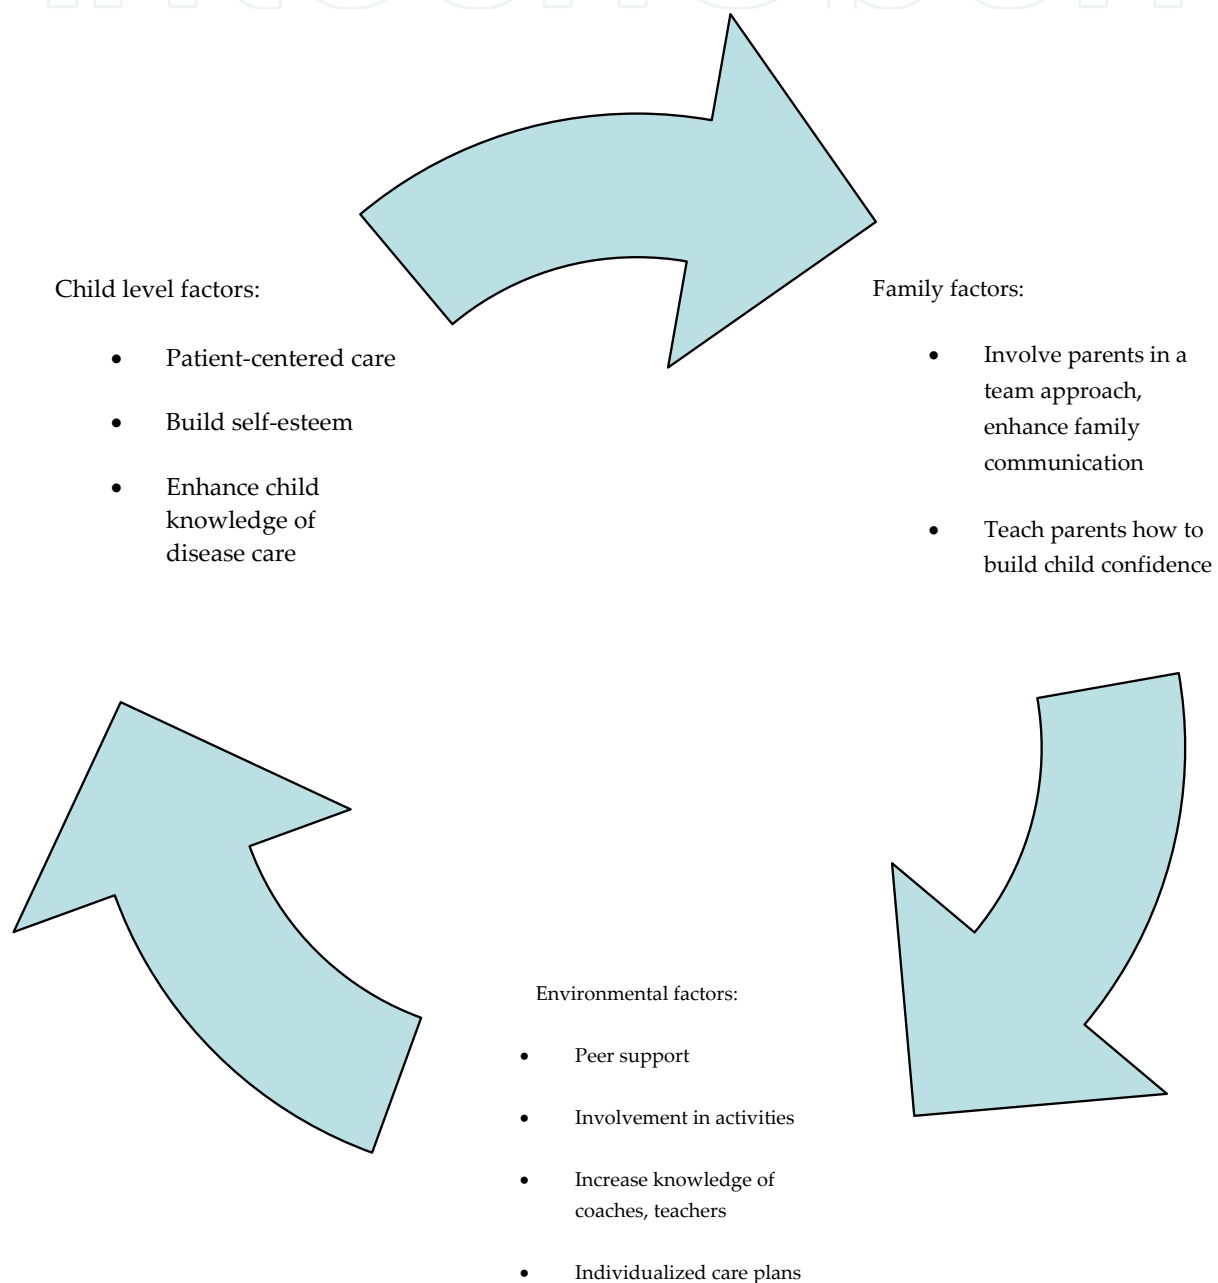 Child level factors:
• Patient-centered care
• Build self-esteem
• Enhance child
knowledge of
disease care
Family factors:
• Involve parents in a
team approach,
enhance family
communication
• Teach parents how to
build child confidence
Environmental factors:
• Peer support
• Involvement in activities
• Increase knowledge of
coaches, teachers
• Individualized care plans